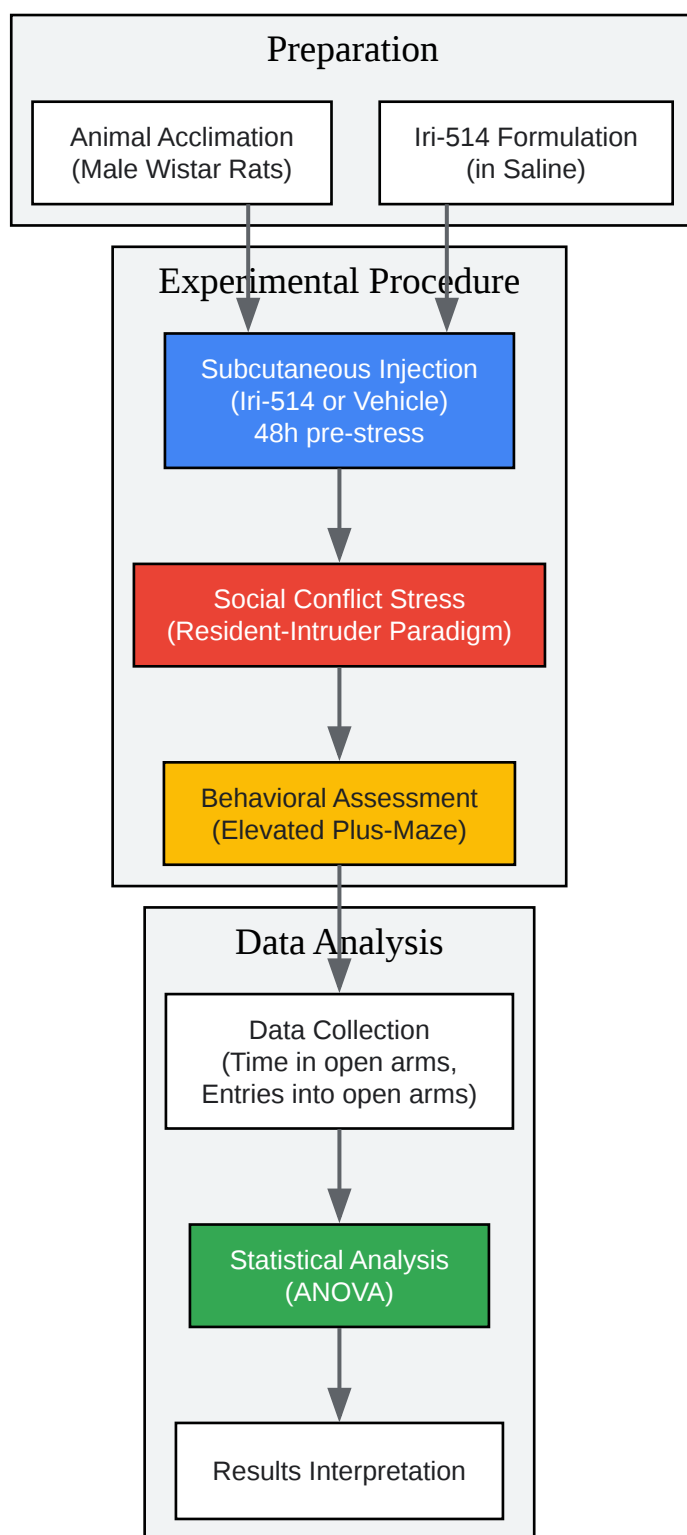 Preparation
Animal Acclimation
(Male Wistar Rats)
Iri-514 Formulation
(in Saline)
Experimental Procedure
Subcutaneous Injection
(Iri-514 or Vehicle)
48h pre-stress
Social Conflict Stress
(Resident-Intruder Paradigm)
Behavioral Assessment
(Elevated Plus-Maze)
Data Analysis
Data Collection
(Time in open arms,
Entries into open arms)
Statistical Analysis
(ANOVA)
Results Interpretation